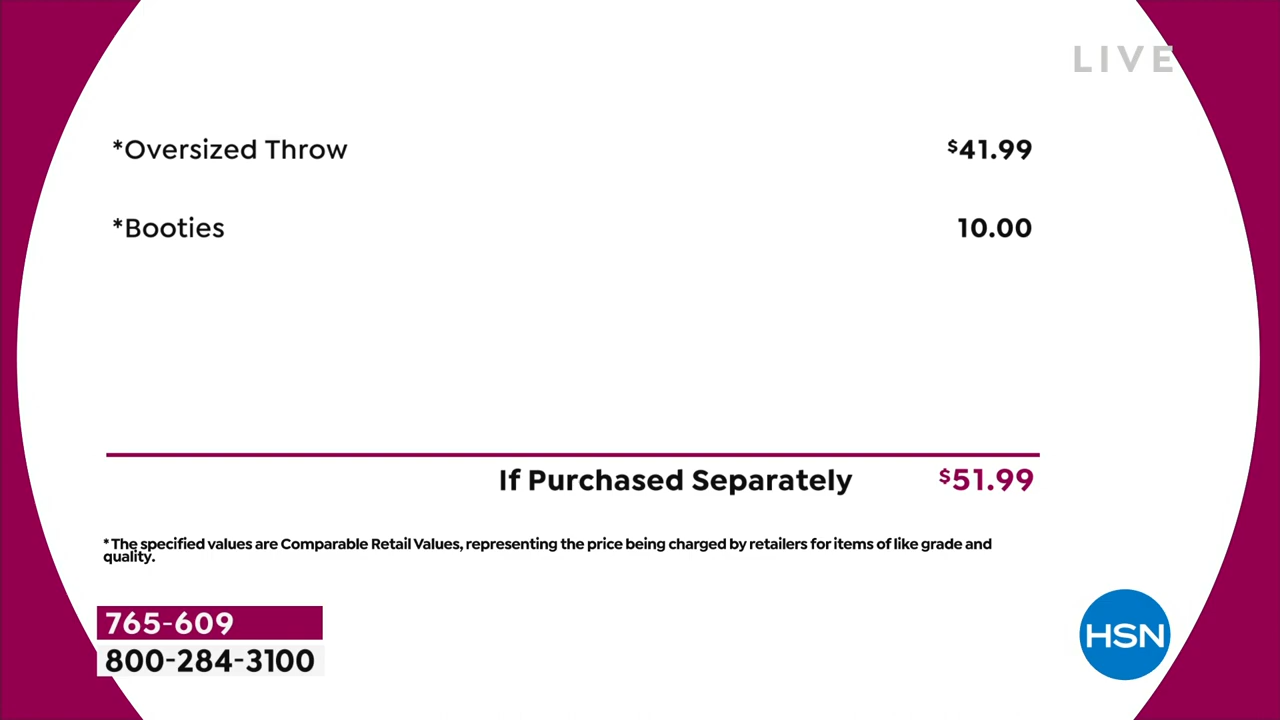 LIVE
*Oversized Throw $41.99
*Booties 10.00
If Purchased Separately $51.99
*The specified values are Comparable Retail Values, representing the price being charged by retailers for items of like grade and
quality.
765-609
800-284-3100
HSN